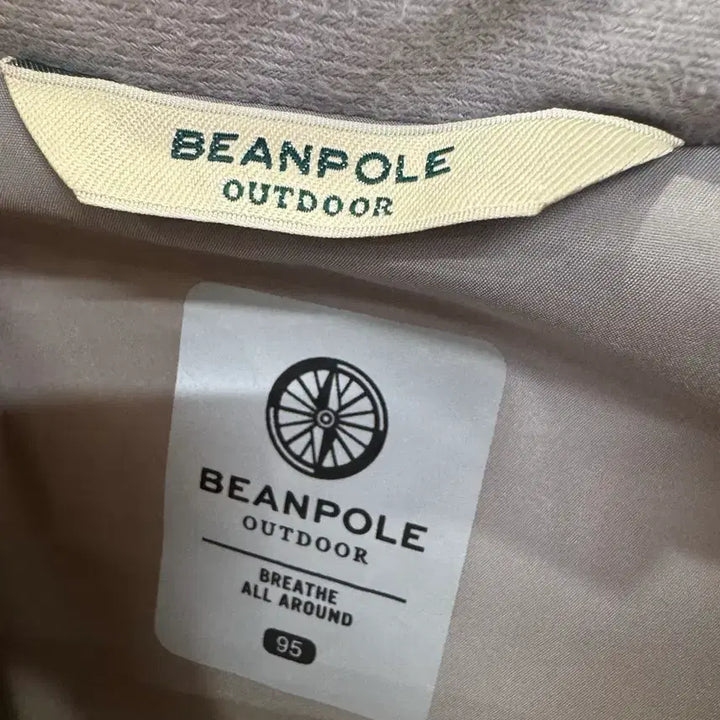 BEANPOLE
OUTDOOR
BEANPOLE
OUTDOOR
BREATHE
ALL AROUND
95